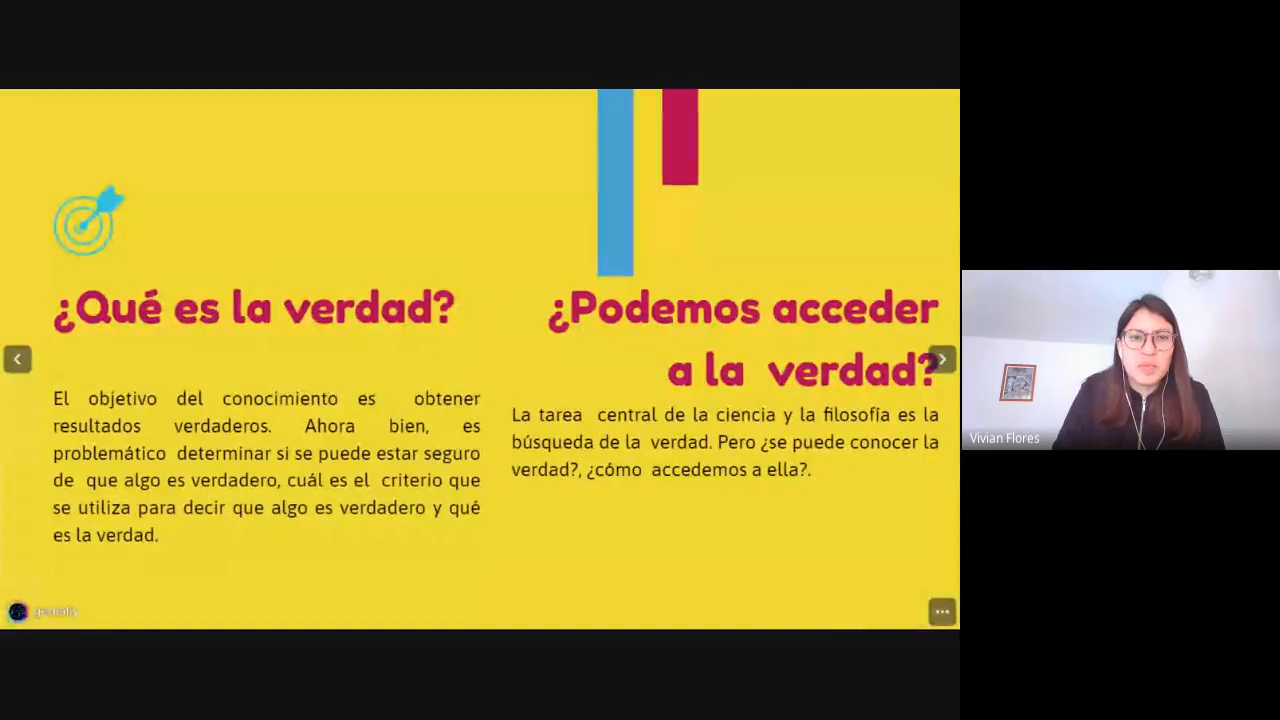 ¿Qué es la verdad?
El objetivo del conocimiento es obtener
resultados verdaderos. Ahora bien, es
problemático determinar si se puede estar seguro
de que algo es verdadero, cuál es el criterio que
se utiliza para decir que algo es verdadero y qué
es la verdad.
¿Podemos acceder
a la verdad?
La tarea central de la ciencia y la filosofía es la
búsqueda de la verdad. Pero ¿se puede conocer la
verdad?, ¿cómo accedemos a ella?.
genially
Vivian Flores